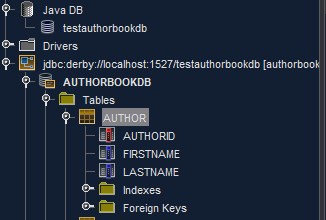 Java DB
testauthorbookdb
Drivers
jdbc:derby://localhost:1527/testauthorbookdb [authorbook
AUTHORBOOKDB
Tables
AUTHOR
AUTHORID
FIRSTNAME
LASTNAME
Indexes
Foreign Keys